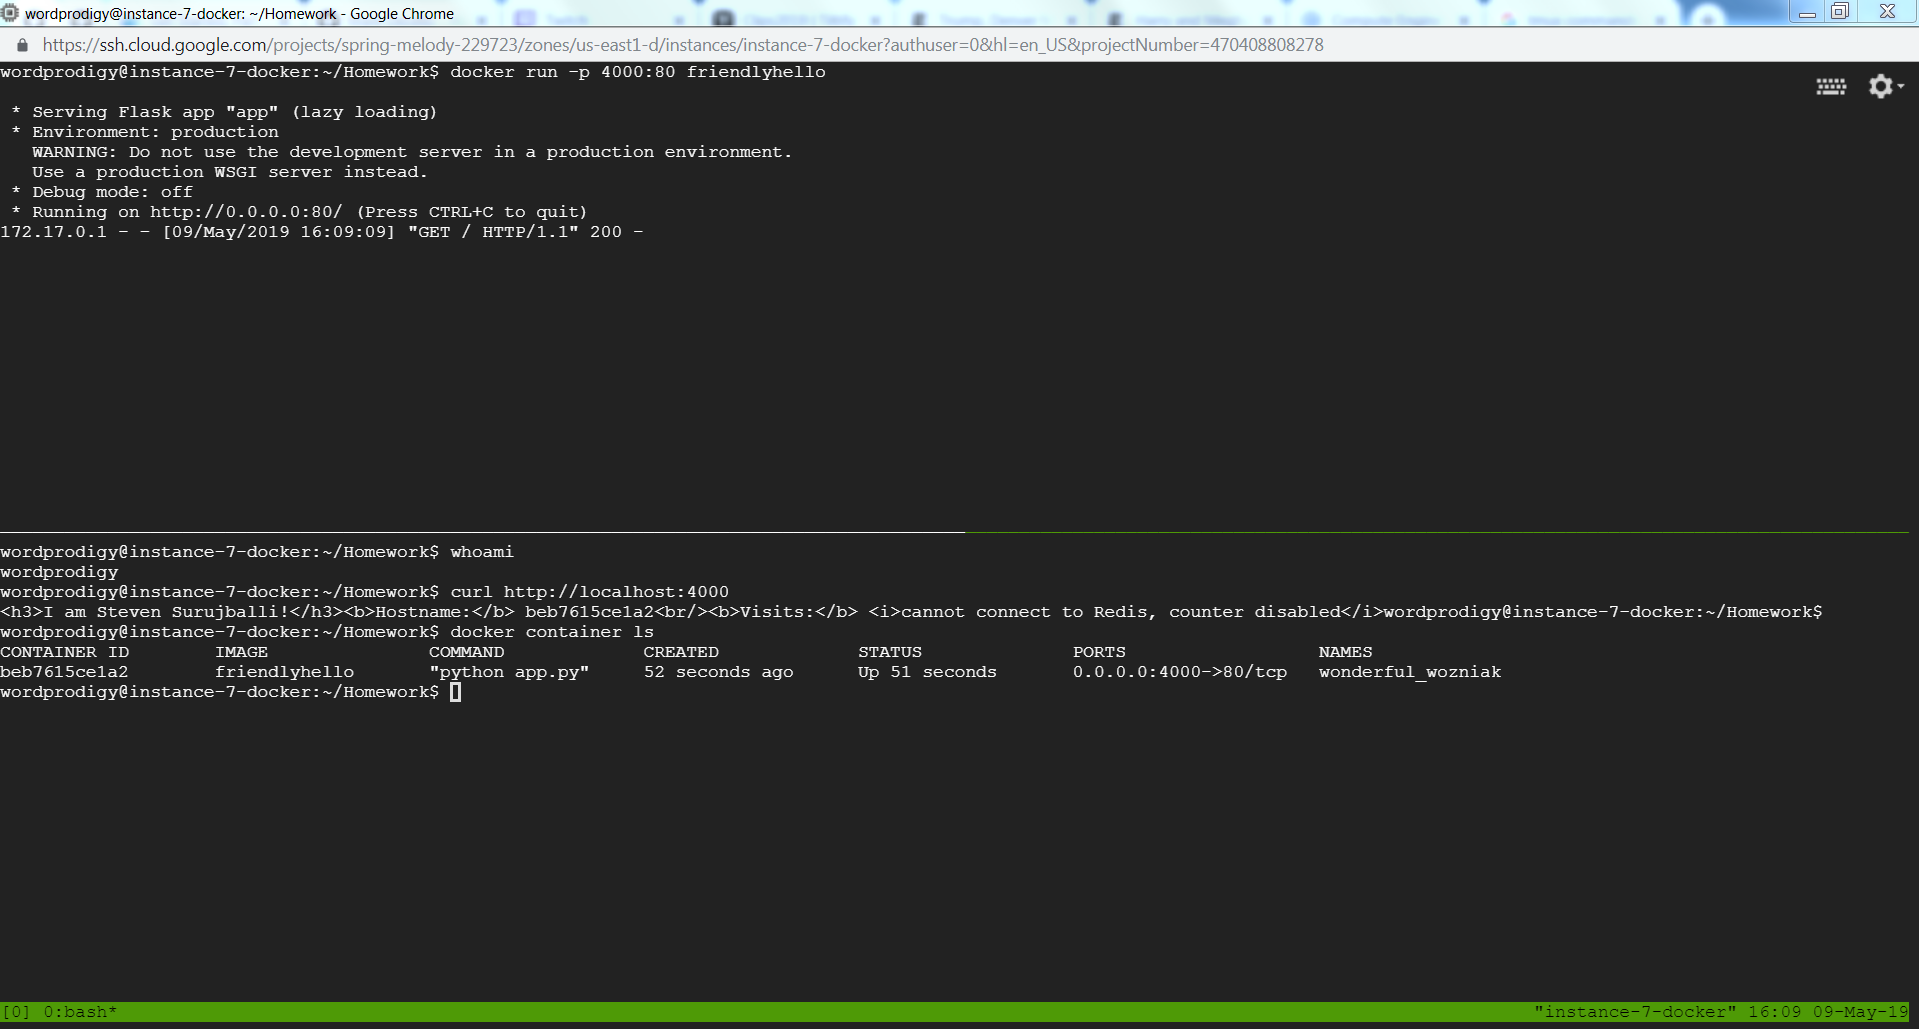 wordprodigy@instance-7-docker: ~/Homework - Google Chrome
https://ssh.cloud.google.com/projects/spring-melody-229723/zones/us-east1-d/instances/instance-7-docker?authuser=0&hl=en_US&projectNumber=470408808278
wordprodigy@instance-7-docker:~/Homework$ docker run -p 4000:80 friendlyhello
 * Serving Flask app "app" (lazy loading)
 * Environment: production
   WARNING: Do not use the development server in a production environment.
   Use a production WSGI server instead.
 * Debug mode: off
 * Running on http://0.0.0.0:80/ (Press CTRL+C to quit)
172.17.0.1 - - [09/May/2019 16:09:09] "GET / HTTP/1.1" 200 -
wordprodigy@instance-7-docker:~/Homework$ whoami
wordprodigy
wordprodigy@instance-7-docker:~/Homework$ curl http://localhost:4000
<h3>I am Steven Surujballi!</h3><b>Hostname:</b> beb7615ce1a2<br/><b>Visits:</b> <i>cannot connect to Redis, counter disabled</i>wordprodigy@instance-7-docker:~/Homework$
wordprodigy@instance-7-docker:~/Homework$ docker container ls
CONTAINER ID        IMAGE               COMMAND             CREATED             STATUS              PORTS                  NAMES
beb7615ce1a2        friendlyhello       "python app.py"     52 seconds ago      Up 51 seconds       0.0.0.0:4000->80/tcp   wonderful_wozniak
wordprodigy@instance-7-docker:~/Homework$
[0] 0:bash* "instance-7-docker" 16:09 09-May-19